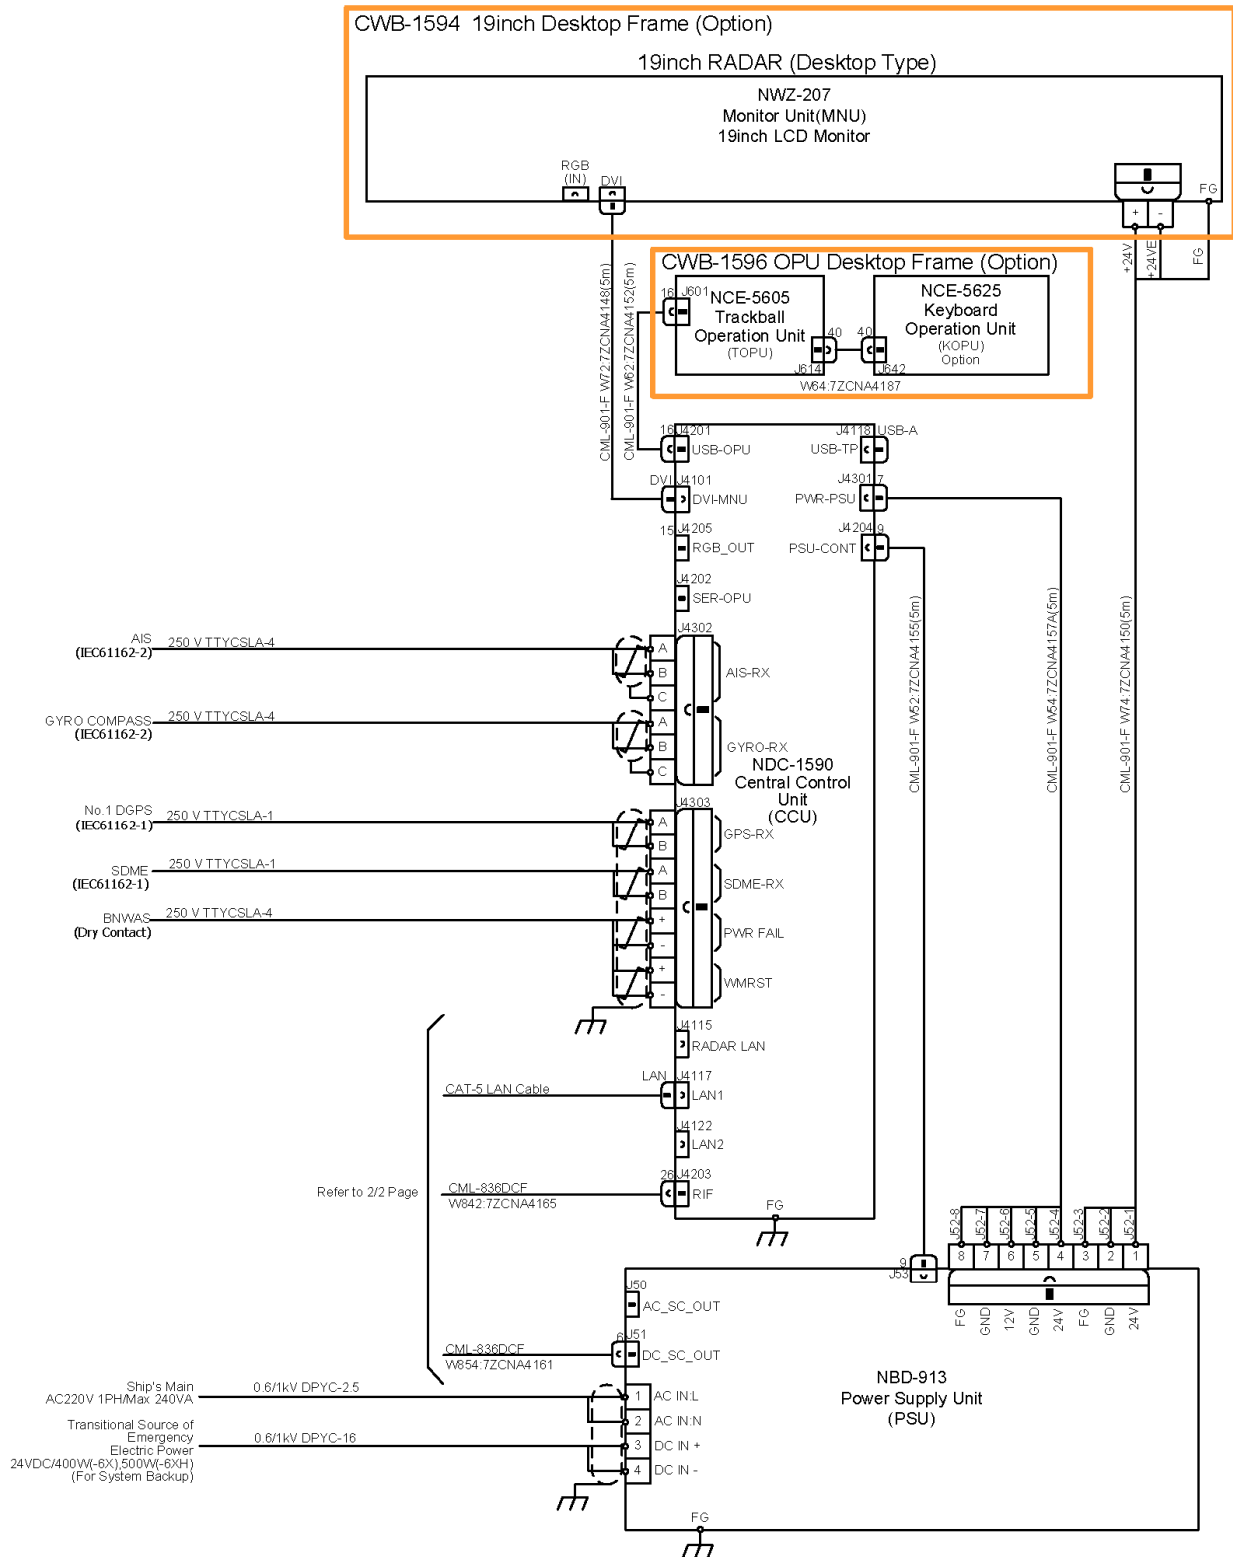 CWB-1594  19inch Desktop Frame (Option)
19inch RADAR (Desktop Type)
NWZ-207
Monitor Unit(MNU)
19inch LCD Monitor
RGB
(IN)
DVI
FG
+
-
+24V
+24VE
FG
CML-901-F W72:7ZCNA4148(5m)
CML-901-F W62:7ZCNA4152(5m)
CWB-1596 OPU Desktop Frame (Option)
16
J601
NCE-5605
Trackball
Operation Unit
(TOPU)
40
J614
NCE-5625
Keyboard
Operation Unit
(KOPU)
Option
40
J642
W64:7ZCNA4187
16
J4201
USB-OPU
J4118
USB-A
USB-TP
DVI
J4101
DVI-MNU
J4301
7
PWR-PSU
15
J4205
RGB_OUT
J4204
9
PSU-CONT
J4202
SER-OPU
CML-901-F W52:7ZCNA4155(5m)
CML-901-F W54:7ZCNA4157A(5m)
CML-901-F W74:7ZCNA4150(5m)
J4302
AIS
(IEC61162-2)
250 V TTYCSLA-4
A
B
C
AIS-RX
GYRO COMPASS
(IEC61162-2)
250 V TTYCSLA-4
A
B
C
GYRO-RX
NDC-1590
Central Control
Unit
(CCU)
J4303
No.1 DGPS
(IEC61162-1)
250 V TTYCSLA-1
A
B
GPS-RX
SDME
(IEC61162-1)
250 V TTYCSLA-1
A
B
SDME-RX
BNWAS
(Dry Contact)
250 V TTYCSLA-4
+
-
PWR FAIL
+
-
WMRST
J4115
RADAR LAN
CAT-5 LAN Cable
LAN
J4117
LAN1
J4122
LAN2
Refer to 2/2 Page
CML-836DCF
W842:7ZCNA4165
26
J4203
RIF
FG
J52-8
J52-7
J52-6
J52-5
J52-4
J52-3
J52-2
J52-1
8
7
6
5
4
3
2
1
9
J53
FG
GND
12V
GND
24V
FG
GND
24V
J50
AC_SC_OUT
CML-836DCF
W854:7ZCNA4161
6
J51
DC_SC_OUT
NBD-913
Power Supply Unit
(PSU)
Ship's Main
AC220V 1PH/Max 240VA
0.6/1kV DPYC-2.5
1
AC IN:L
2
AC IN:N
Transitional Source of
Emergency
Electric Power
24VDC/400W(-6X),500W(-6XH)
(For System Backup)
0.6/1kV DPYC-16
3
DC IN +
4
DC IN -
FG